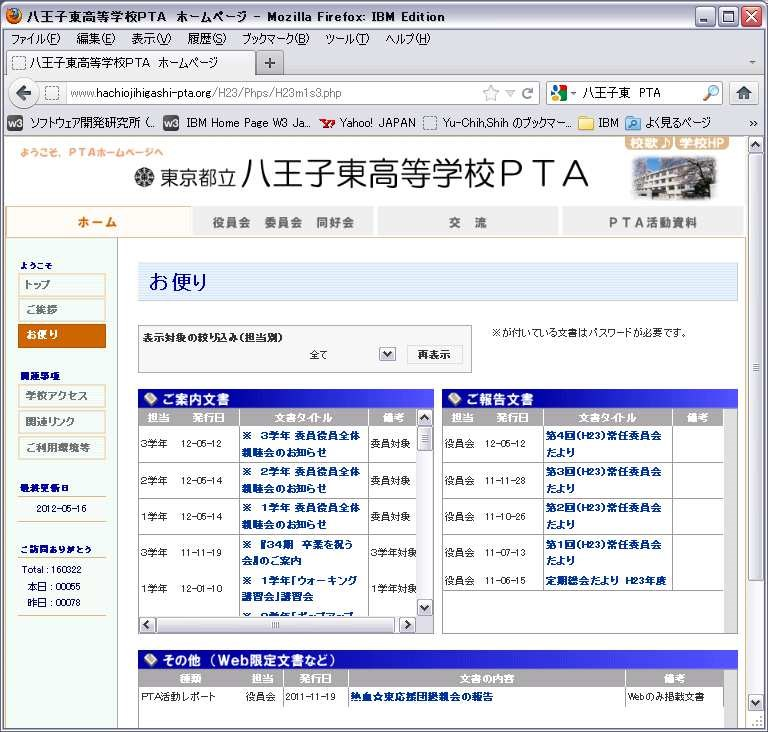 八王子東高等学校PTA ホームページ - Mozilla Firefox: IBM Edition
ファイル(F) 編集(E) 表示(V) 履歴(S) ブックマーク(B) ツール(T) ヘルプ(H)
八王子東高等学校PTA ホームページ
www.hachiojihigashi-pta.org/H23/Phps/H23m1s3.php
八王子東 PTA
ソフトウェア開発研究所 (... IBM Home Page W3 Ja... Yahoo! JAPAN Yu-Chih,Shih のブックマー... IBM よく見るページ
ようこそ、PTAホームページへ
校歌♪ 学校HP
東京都立 八王子東高等学校PTA
ホーム 役員会 委員会 同好会 交 流 PTA活動資料
ようこそ
トップ
ご挨拶
お便り
関連事項
学校アクセス
関連リンク
ご利用環境等
最終更新日
2012-05-16
ご訪問ありがとう
Total : 160322
本日 : 00055
昨日 : 00078
お便り
表示対象の絞り込み(担当別)
全て 再表示
※が付いている文書はパスワードが必要です。
ご案内文書
担当 発行日 文書タイトル 備考
3学年 12-05-12 ※ 3学年 委員役員全体親睦会のお知らせ 委員対象
2学年 12-05-14 ※ 2学年 委員役員全体親睦会のお知らせ 委員対象
1学年 12-05-14 ※ 1学年 委員役員全体親睦会のお知らせ 委員対象
3学年 11-11-19 ※ 『34期 卒業を祝う会』のご案内 3学年対象
1学年 12-01-10 ※ 1学年「ウォーキング講習会」講習会 1学年対象
ご報告文書
担当 発行日 文書タイトル 備考
役員会 12-05-12 第4回(H23)常任委員会だより
役員会 11-11-28 第3回(H23)常任委員会だより
役員会 11-10-26 第2回(H23)常任委員会だより
役員会 11-07-13 第1回(H23)常任委員会だより
役員会 11-06-15 定期総会だより H23年度
その他 (Web限定文書など)
種類 担当 発行日 文書の内容 備考
PTA活動レポート 役員会 2011-11-19 熱血☆東応援団懇親会の報告 Webのみ掲載文書